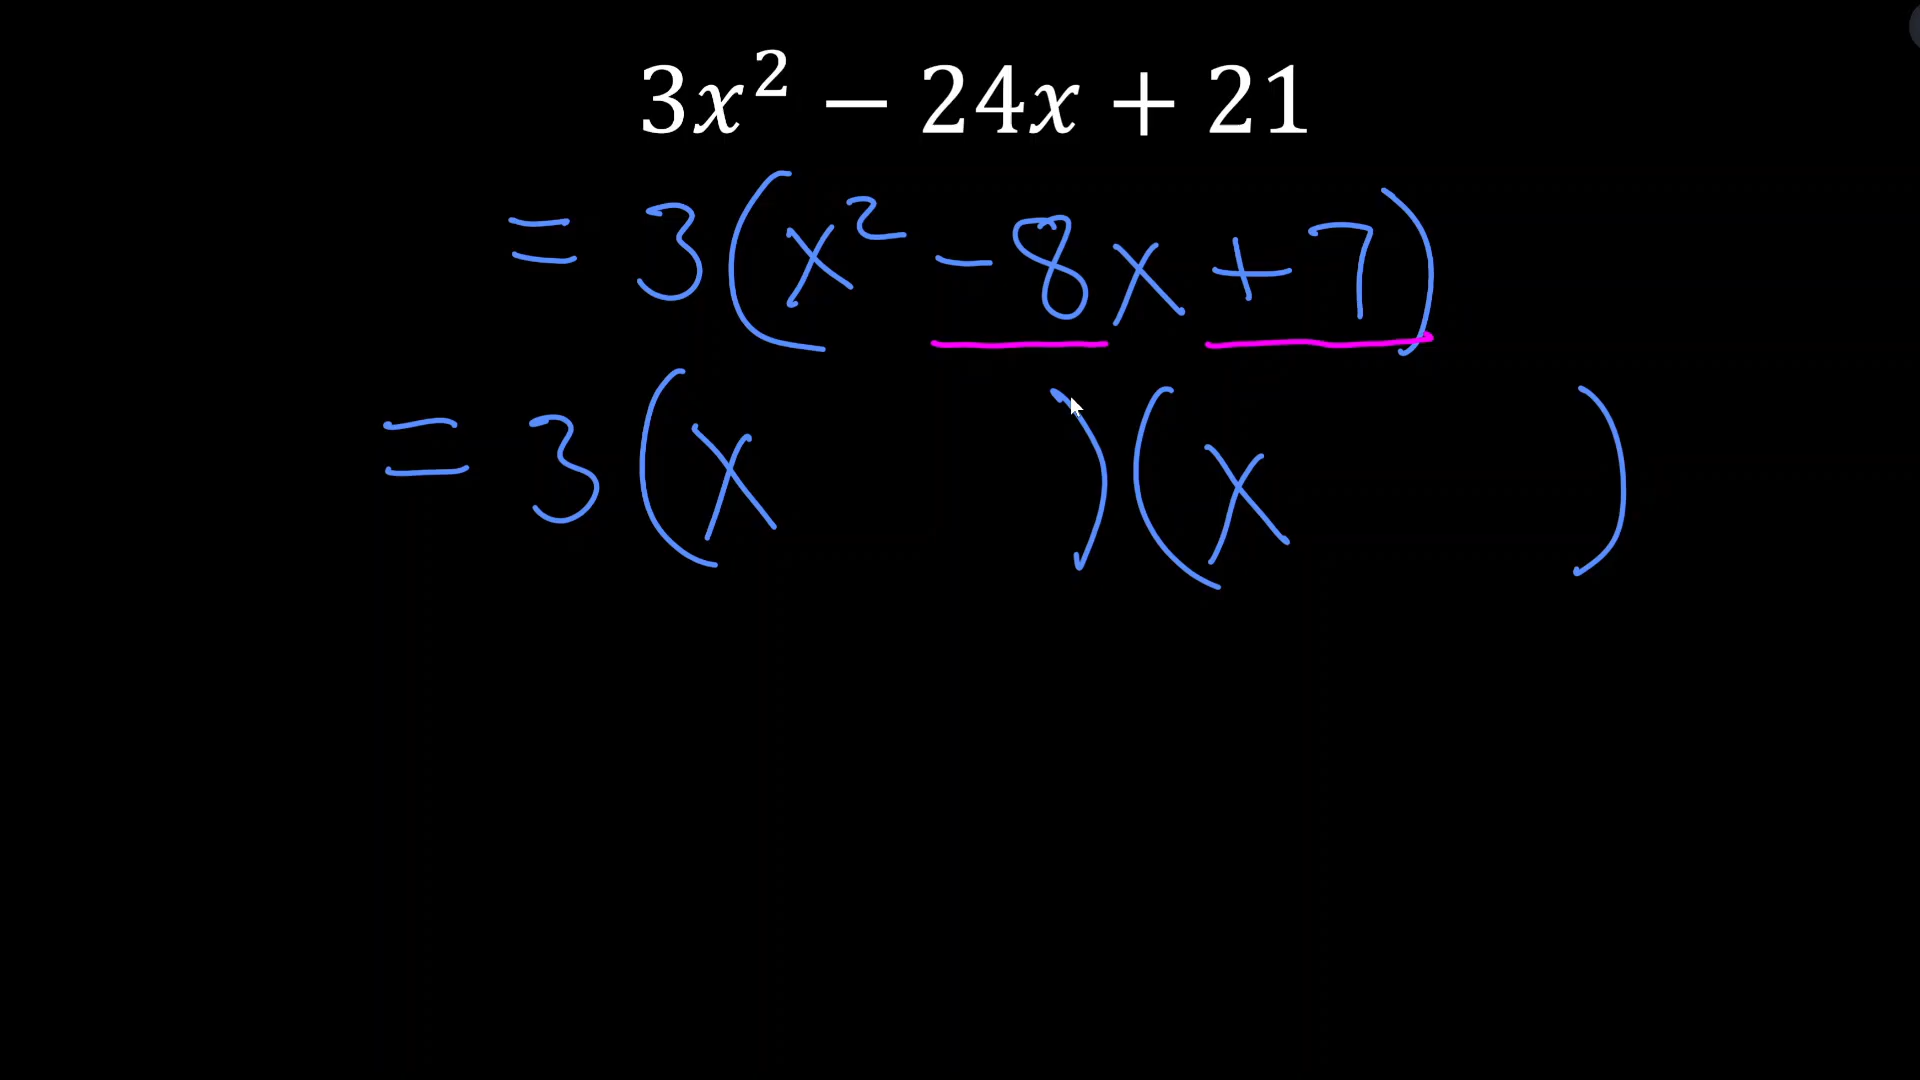 3x² − 24x + 21
= 3(x² − 8x + 7)
= 3(x )(x )